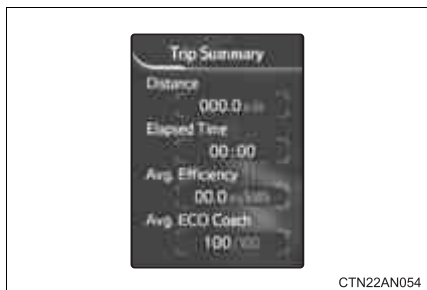 Trip Summary
Distance
000.0
Elapsed Time
00:00
Avg. Efficiency
00.0
Avg. ECO Coach
100 /100
CTN22AN054